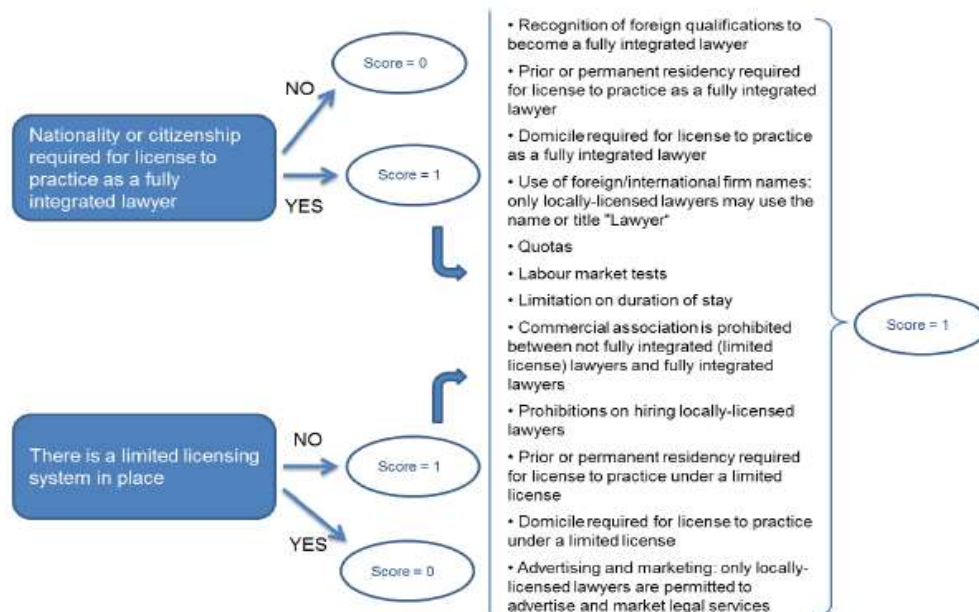 Nationality or citizenship
required for license to
practice as a fully
integrated lawyer
NO
Score = 0
YES
Score = 1
There is a limited licensing
system in place
NO
Score = 1
YES
Score = 0
• Recognition of foreign qualifications to
become a fully integrated lawyer
• Prior or permanent residency required
for license to practice as a fully integrated
lawyer
• Domicile required for license to practice
as a fully integrated lawyer
• Use of foreign/international firm names:
only locally-licensed lawyers may use the
name or title "Lawyer"
• Quotas
• Labour market tests
• Limitation on duration of stay
• Commercial association is prohibited
between not fully integrated (limited
license) lawyers and fully integrated
lawyers
• Prohibitions on hiring locally-licensed
lawyers
• Prior or permanent residency required
for license to practice under a limited
license
• Domicile required for license to practice
under a limited license
• Advertising and marketing: only locally-
licensed lawyers are permitted to
advertise and market legal services
Score = 1